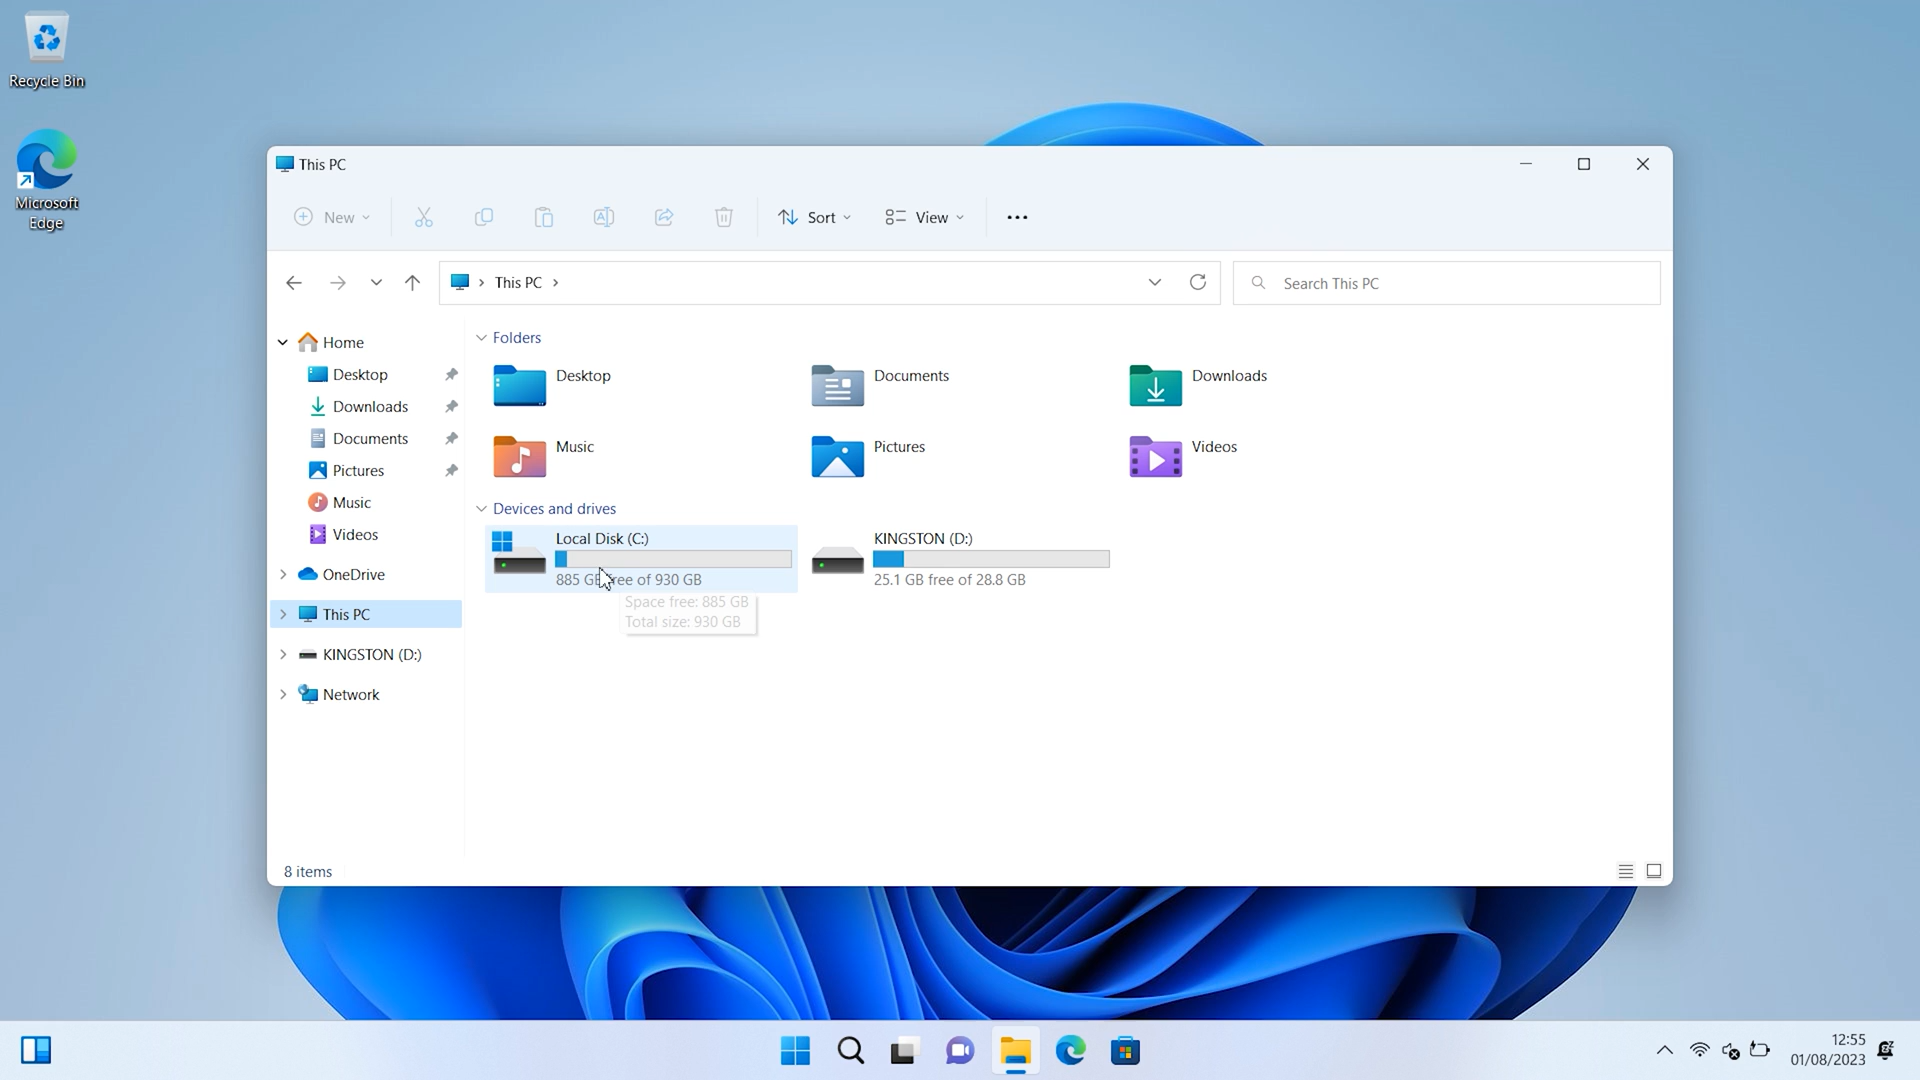 Recycle Bin
Microsoft
Edge
This PC
New
Sort
View
This PC
Search This PC
Home
Desktop
Downloads
Documents
Pictures
Music
Videos
OneDrive
This PC
KINGSTON (D:)
Network
Folders
Desktop
Documents
Downloads
Music
Pictures
Videos
Devices and drives
Local Disk (C:)
885 GB free of 930 GB
KINGSTON (D:)
25.1 GB free of 28.8 GB
Space free: 885 GB
Total size: 930 GB
8 items
12:55
01/08/2023